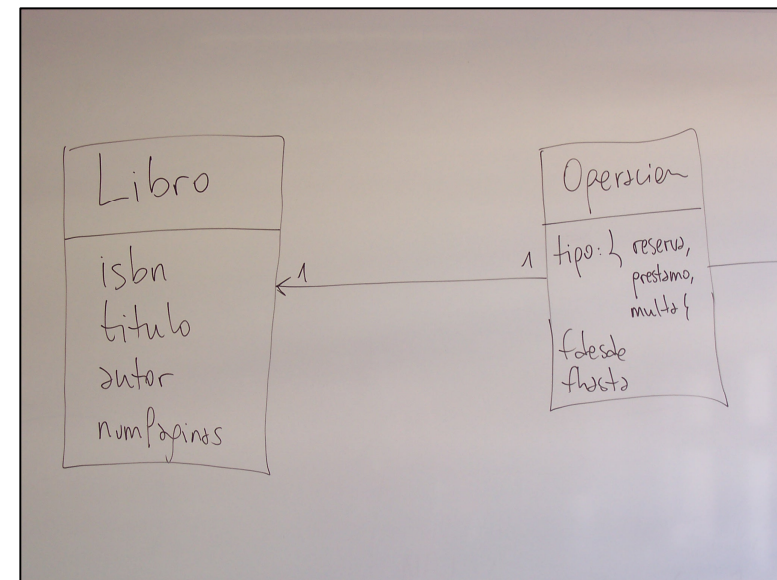 Libro
isbn
titulo
autor
numPaginas
1
1
Operacion
tipo: { reserva,
prestamo,
multa {
fdesde
fhasta